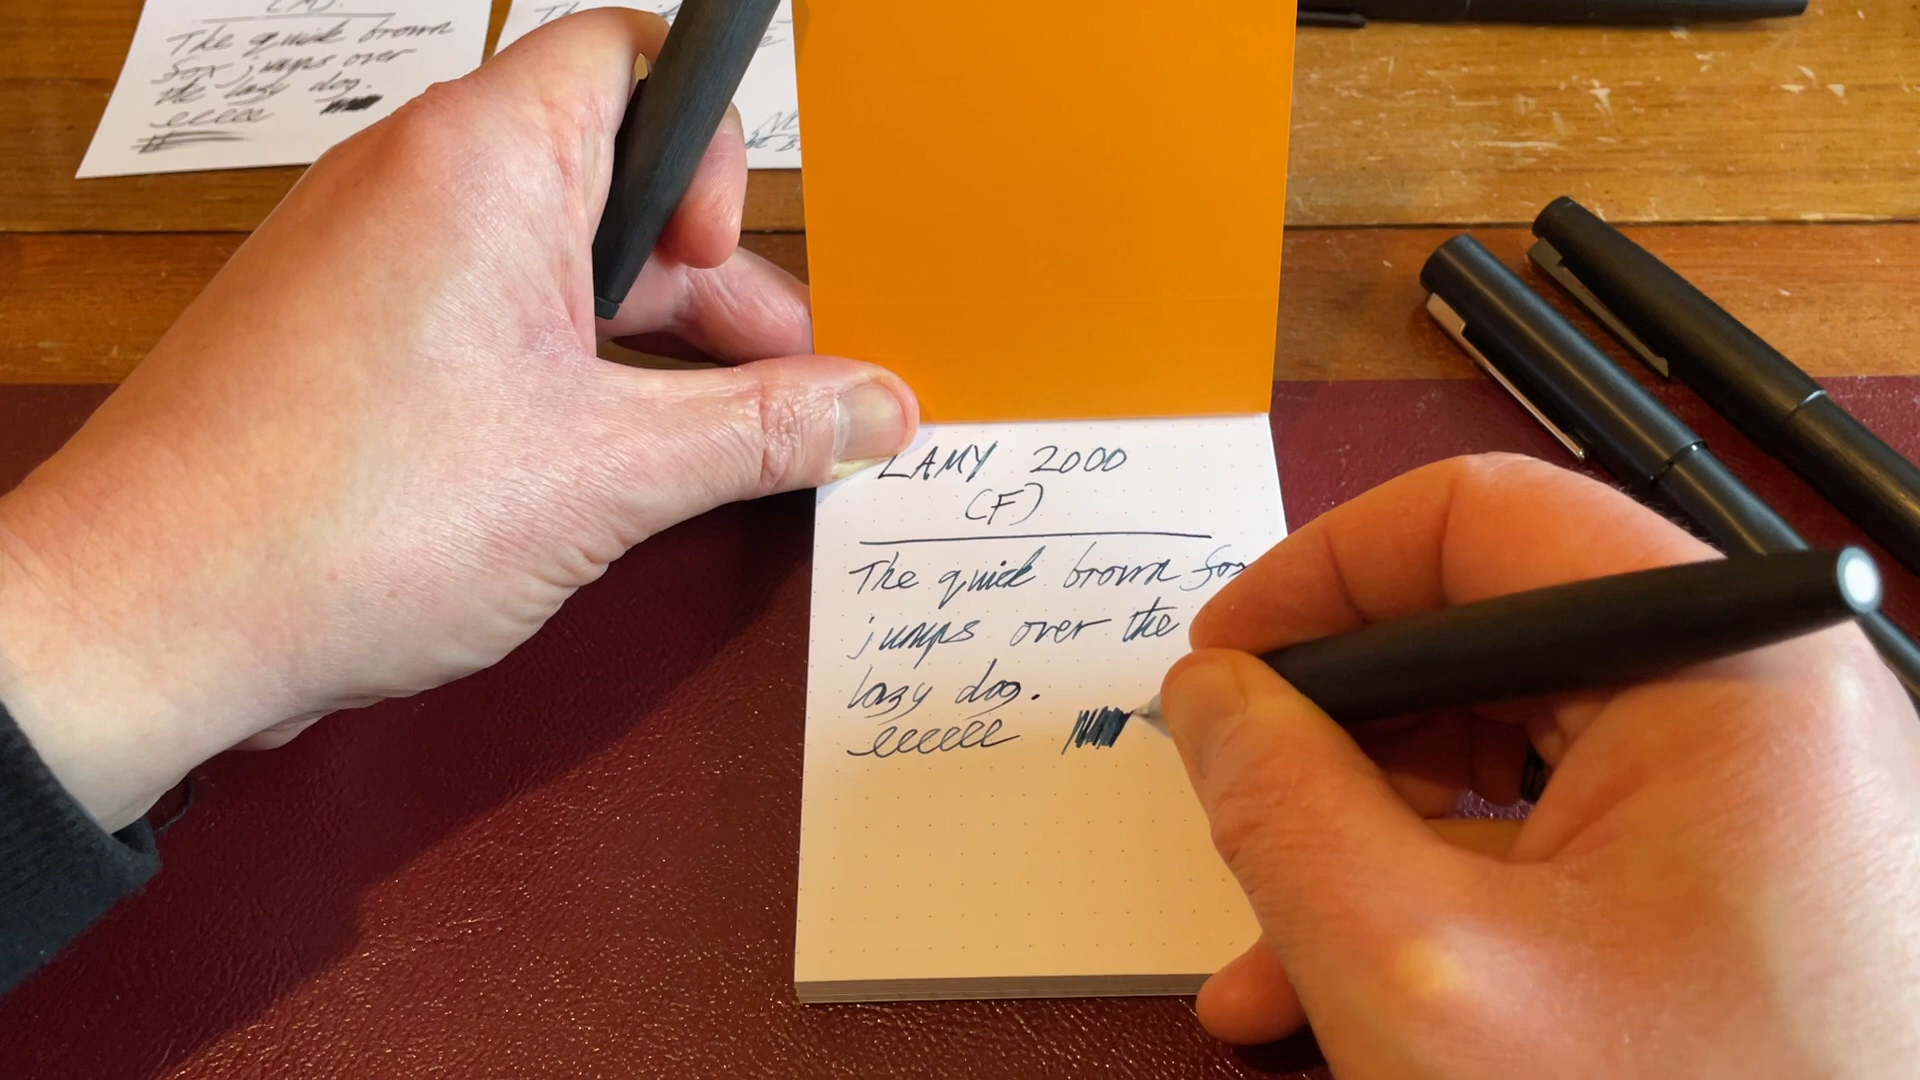 The quick brown
fox jumps over
the lazy dog.
eeeeee
LAMY 2000
(F)
The quick brown fox
jumps over the
lazy dog.
eeeeee